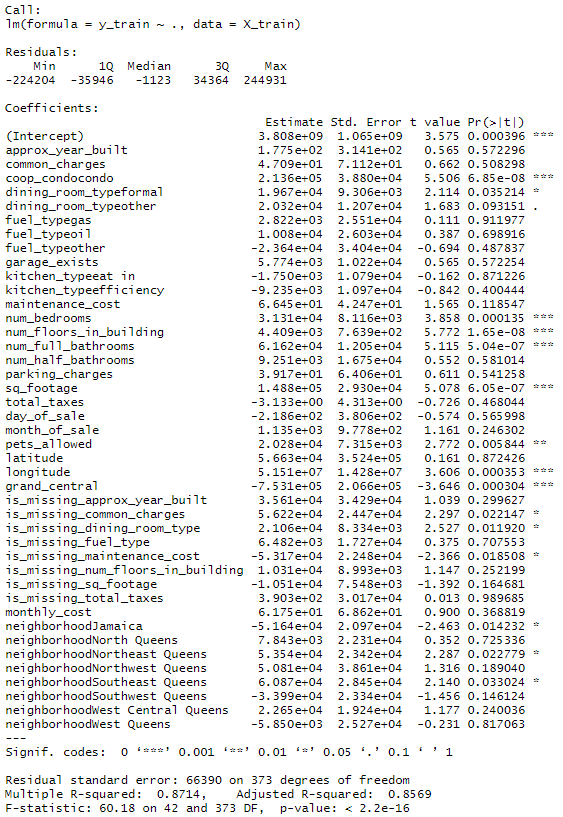 Call:
lm(formula = y_train ~ ., data = X_train)
Residuals:
Min 1Q Median 3Q Max
-224204 -35946 -1123 34364 244931
Coefficients:
Estimate Std. Error t value Pr(>|t|)
(Intercept) 3.808e+09 1.065e+09 3.575 0.000396 ***
approx_year_built 1.775e+02 3.141e+02 0.565 0.572296
common_charges 4.709e+01 7.112e+01 0.662 0.508298
coop_condocondo 2.136e+05 3.880e+04 5.506 6.85e-08 ***
dining_room_typeformal 1.967e+04 9.306e+03 2.114 0.035214 *
dining_room_typeother 2.032e+04 1.207e+04 1.683 0.093151 .
fuel_typegas 2.822e+03 2.551e+04 0.111 0.911977
fuel_typeoil 1.008e+04 2.603e+04 0.387 0.698916
fuel_typeother -2.364e+04 3.404e+04 -0.694 0.487837
garage_exists 5.774e+03 1.022e+04 0.565 0.572254
kitchen_typeeat in -1.750e+03 1.079e+04 -0.162 0.871226
kitchen_typeefficiency -9.235e+03 1.097e+04 -0.842 0.400444
maintenance_cost 6.645e+01 4.247e+01 1.565 0.118547
num_bedrooms 3.131e+04 8.116e+03 3.858 0.000135 ***
num_floors_in_building 4.409e+03 7.639e+02 5.772 1.65e-08 ***
num_full_bathrooms 6.162e+04 1.205e+04 5.115 5.04e-07 ***
num_half_bathrooms 9.251e+03 1.675e+04 0.552 0.581014
parking_charges 3.917e+01 6.406e+01 0.611 0.541258
sq_footage 1.488e+05 2.930e+04 5.078 6.05e-07 ***
total_taxes -3.133e+00 4.313e+00 -0.726 0.468044
day_of_sale -2.186e+02 3.806e+02 -0.574 0.565998
month_of_sale 1.135e+03 9.778e+02 1.161 0.246302
pets_allowed 2.028e+04 7.315e+03 2.772 0.005844 **
latitude 5.663e+04 3.524e+05 0.161 0.872426
longitude 5.151e+07 1.428e+07 3.606 0.000353 ***
grand_central -7.531e+05 2.066e+05 -3.646 0.000304 ***
is_missing_approx_year_built 3.561e+04 3.429e+04 1.039 0.299627
is_missing_common_charges 5.622e+04 2.447e+04 2.297 0.022147 *
is_missing_dining_room_type 2.106e+04 8.334e+03 2.527 0.011920 *
is_missing_fuel_type 6.482e+03 1.727e+04 0.375 0.707553
is_missing_maintenance_cost -5.317e+04 2.248e+04 -2.366 0.018508 *
is_missing_num_floors_in_building 1.031e+04 8.993e+03 1.147 0.252199
is_missing_sq_footage -1.051e+04 7.548e+03 -1.392 0.164681
is_missing_total_taxes 3.903e+02 3.017e+04 0.013 0.989685
monthly_cost 6.175e+01 6.862e+01 0.900 0.368819
neighborhoodJamaica -5.164e+04 2.097e+04 -2.463 0.014232 *
neighborhoodNorth Queens 7.843e+03 2.231e+04 0.352 0.725336
neighborhoodNortheast Queens 5.354e+04 2.342e+04 2.287 0.022779 *
neighborhoodNorthwest Queens 5.081e+04 3.861e+04 1.316 0.189040
neighborhoodSoutheast Queens 6.087e+04 2.845e+04 2.140 0.033024 *
neighborhoodSouthwest Queens -3.399e+04 2.334e+04 -1.456 0.146124
neighborhoodWest Central Queens 2.265e+04 1.924e+04 1.177 0.240036
neighborhoodWest Queens -5.850e+03 2.527e+04 -0.231 0.817063
---
Signif. codes: 0 ‘***’ 0.001 ‘**’ 0.01 ‘*’ 0.05 ‘.’ 0.1 ‘ ’ 1
Residual standard error: 66390 on 373 degrees of freedom
Multiple R-squared: 0.8714, Adjusted R-squared: 0.8569
F-statistic: 60.18 on 42 and 373 DF, p-value: < 2.2e-16